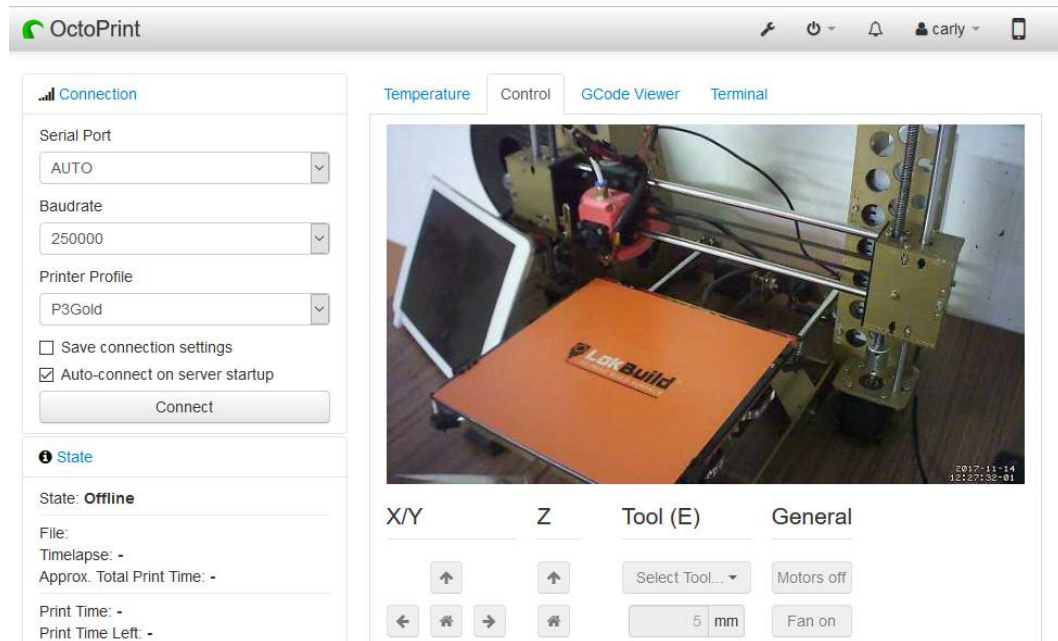 OctoPrint
carly
Connection
Serial Port
AUTO
Baudrate
250000
Printer Profile
P3Gold
Save connection settings
Auto-connect on server startup
Connect
State
State: Offline
File:
Timelapse: -
Approx. Total Print Time: -
Print Time: -
Print Time Left: -
Temperature Control GCode Viewer Terminal
LokBuild
2017-11-14
12:27:32-01
X/Y Z Tool (E) General
Select Tool... Motors off
5 mm Fan on